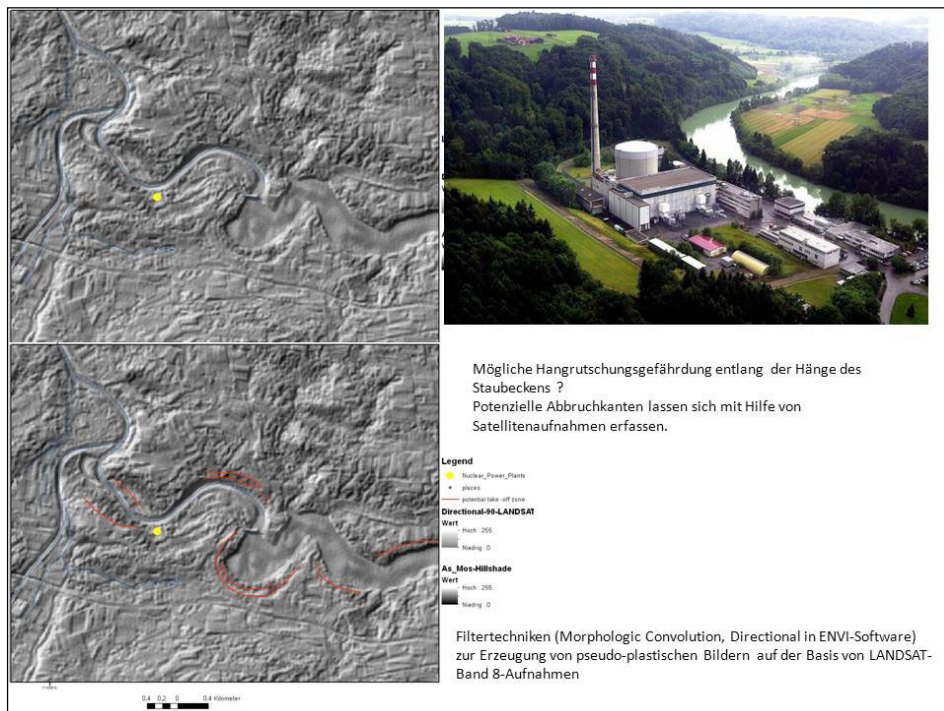 Mögliche Hangrutschungsgefährdung entlang der Hänge des
Staubeckens ?
Potenzielle Abbruchkanten lassen sich mit Hilfe von
Satellitenaufnahmen erfassen.
Legend
Nuclear_Power_Plants
places
potential take -off zone
Directional-90-LANDSAT
Wert
Hoch : 255
Niedrig : 0
As_Mos-Hillshade
Wert
Hoch : 255
Niedrig : 0
Filtertechniken (Morphologic Convolution, Directional in ENVI-Software)
zur Erzeugung von pseudo-plastischen Bildern auf der Basis von LANDSAT-
Band 8-Aufnahmen
0,4 0,2 0 0,4 Kilometer